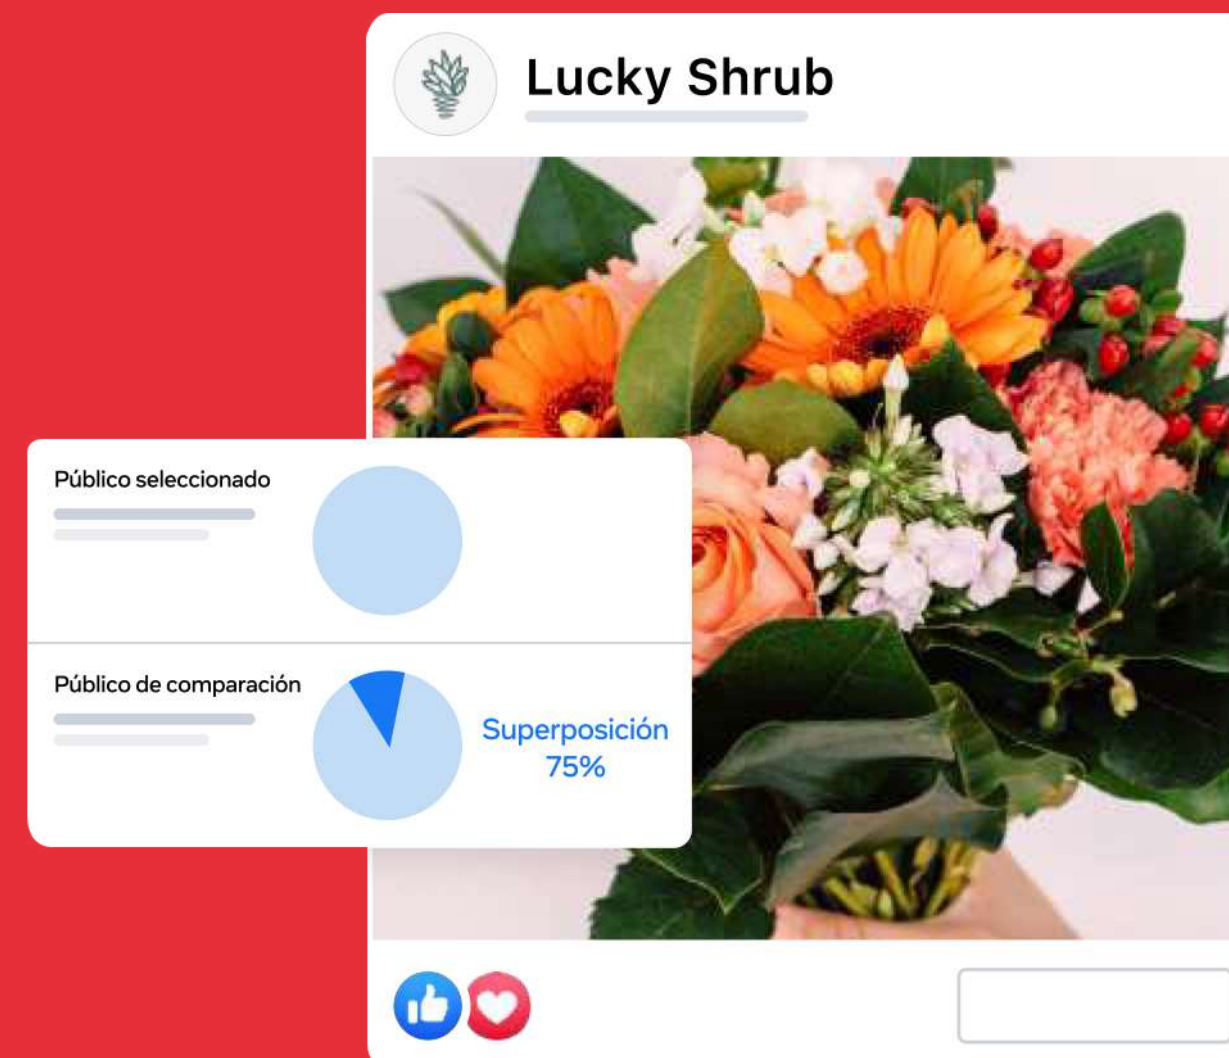 Lucky Shrub
Público seleccionado
Público de comparación
Superposición
75%